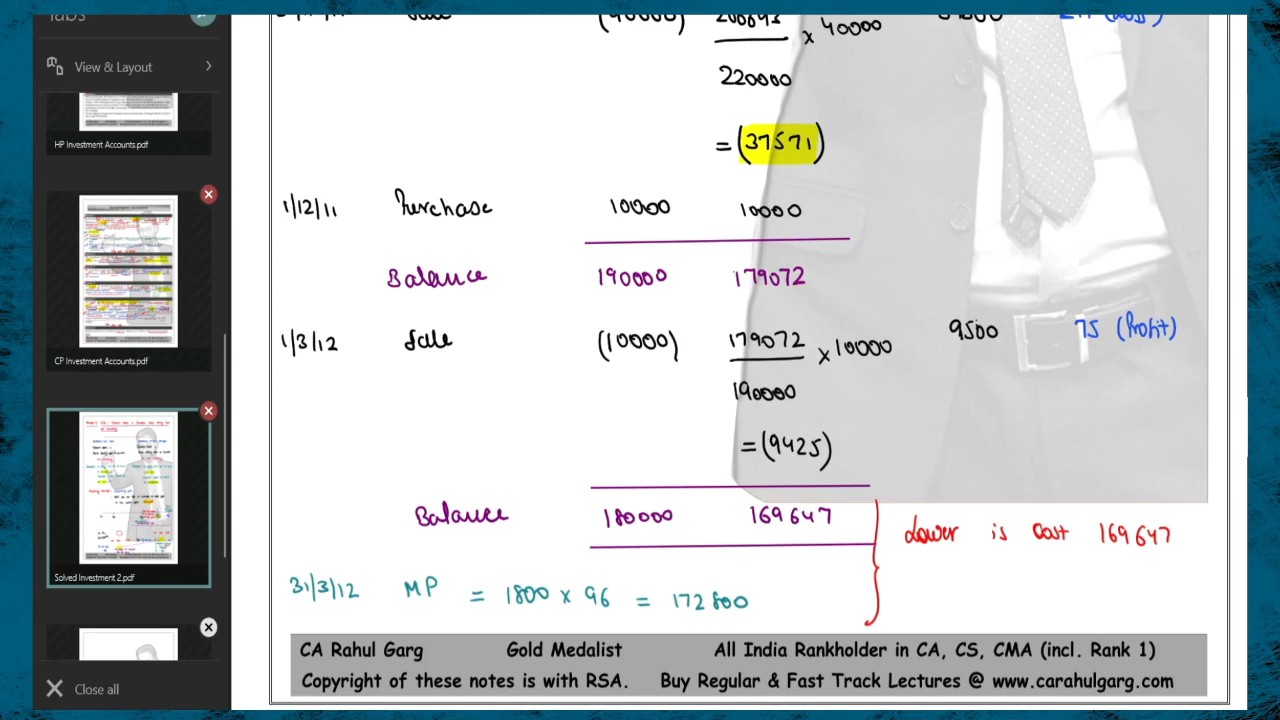 View & Layout
HP Investment Accounts.pdf
CP Investment Accounts.pdf
Solved Investment 2.pdf
Close all
(40000) × 40000
220000
= (37571)
1/12/11 Purchase 10000 10000
Balance 190000 179072
1/3/12 Sale (10000) 179072 × 10000 9500 75 (Profit)
190000
= (9425)
Balance 180000 169647
Lower is Cost 169647
31/3/12 MP = 1800 × 96 = 172800
CA Rahul Garg Gold Medalist All India Rankholder in CA, CS, CMA (incl. Rank 1)
Copyright of these notes is with RSA. Buy Regular & Fast Track Lectures @ www.carahulgarg.com